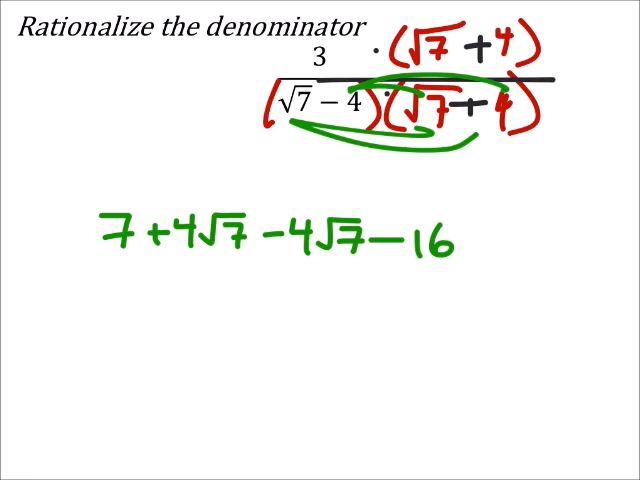 Rationalize the denominator
3 · (√7 + 4)
(√7 − 4) · (√7 + 4)
7 + 4√7 − 4√7 − 16